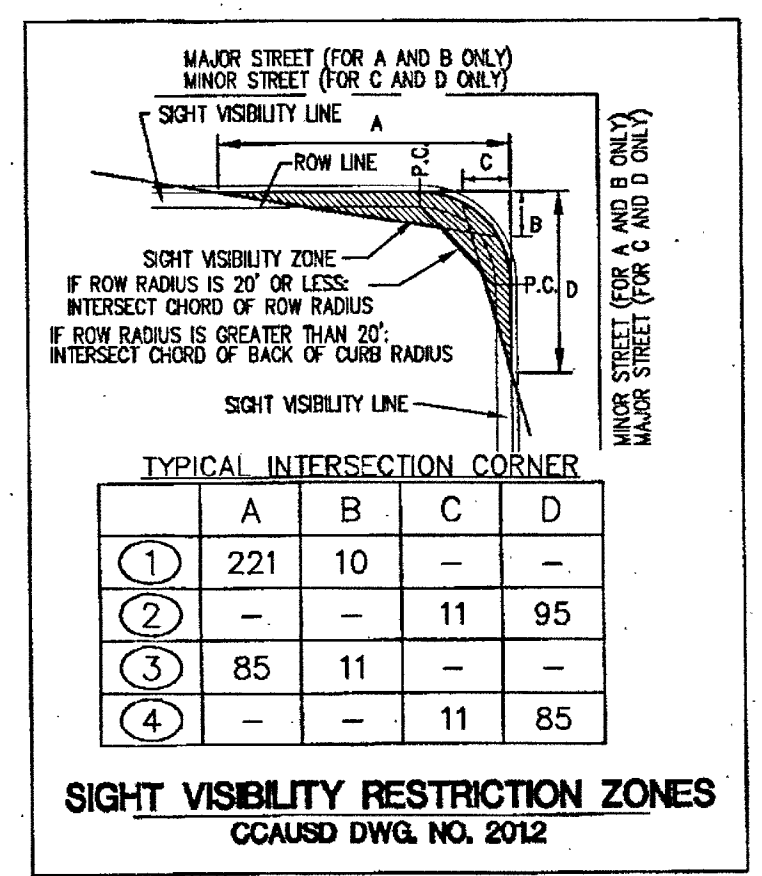 MAJOR STREET (FOR A AND B ONLY)
MINOR STREET (FOR C AND D ONLY)
SIGHT VISIBILITY LINE
A
ROW LINE
P.C.
C
B
SIGHT VISIBILITY ZONE
IF ROW RADIUS IS 20' OR LESS:
INTERSECT CHORD OF ROW RADIUS
P.C.
D
IF ROW RADIUS IS GREATER THAN 20':
INTERSECT CHORD OF BACK OF CURB RADIUS
SIGHT VISIBILITY LINE
MINOR STREET (FOR A AND B ONLY)
MAJOR STREET (FOR C AND D ONLY)
TYPICAL INTERSECTION CORNER
A B C D
1 221 10 – –
2 – – 11 95
3 85 11 – –
4 – – 11 85
SIGHT VISIBILITY RESTRICTION ZONES
CCAUSD DWG. NO. 201.2